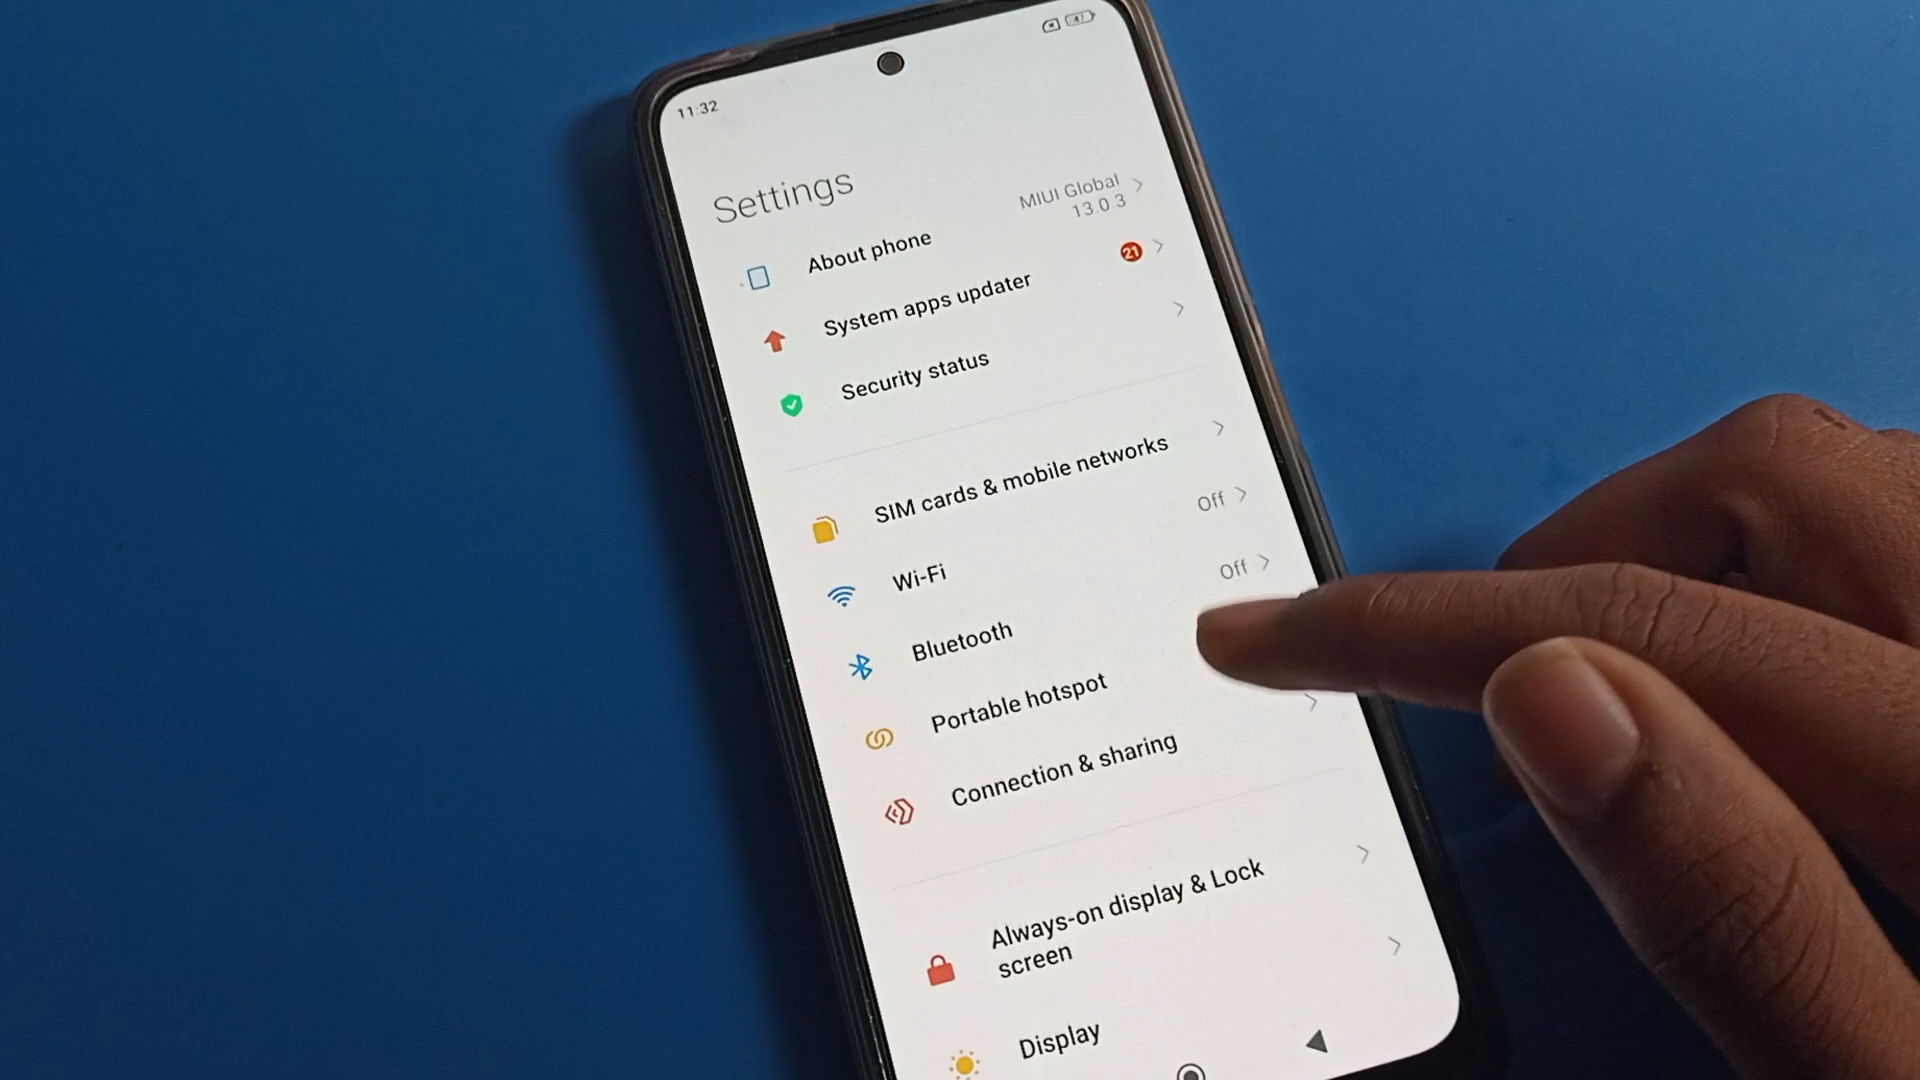 11:32
47
Settings
About phone
MIUI Global
13.0.3
System apps updater
21
Security status
SIM cards & mobile networks
Wi-Fi
Off
Bluetooth
Off
Portable hotspot
Connection & sharing
Always-on display & Lock
screen
Display